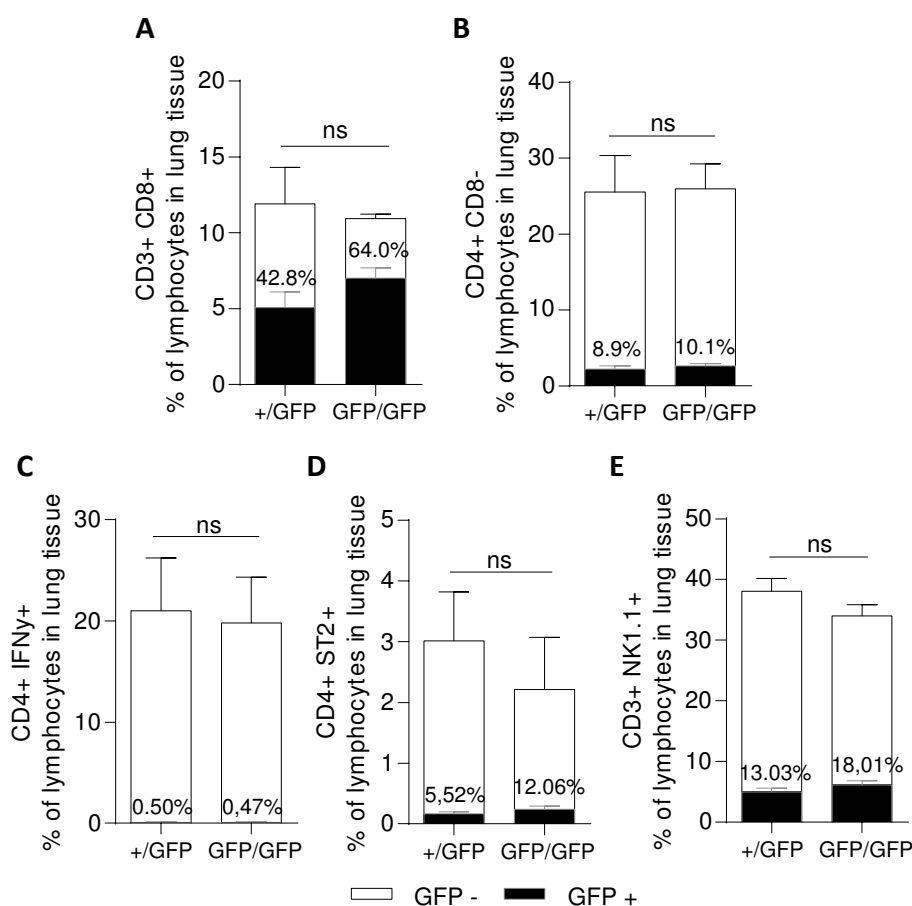 A
CD3+ CD8+
% of lymphocytes in lung tissue
20
15
10
5
0
ns
42.8%
64.0%
+/GFP
GFP/GFP
B
CD4+ CD8-
% of lymphocytes in lung tissue
40
30
20
10
0
ns
8.9%
10.1%
+/GFP
GFP/GFP
C
CD4+ IFNy+
% of lymphocytes in lung tissue
30
20
10
0
ns
0.50%
0,47%
+/GFP
GFP/GFP
D
CD4+ ST2+
% of lymphocytes in lung tissue
5
4
3
2
1
0
ns
5,52%
12.06%
+/GFP
GFP/GFP
E
CD3+ NK1.1+
% of lymphocytes in lung tissue
50
40
30
20
10
0
ns
13.03%
18,01%
+/GFP
GFP/GFP
GFP -
GFP +